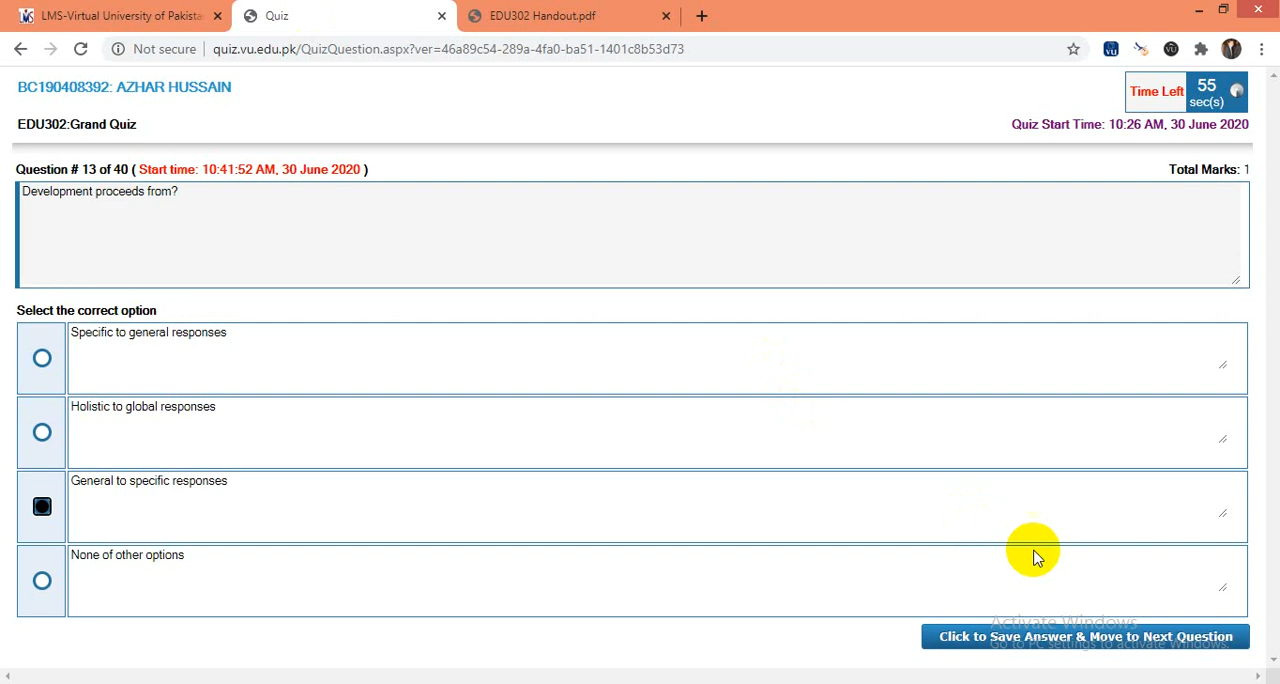 LMS-Virtual University of Pakista
Quiz
EDU302 Handout.pdf
Not secure
quiz.vu.edu.pk/QuizQuestion.aspx?ver=46a89c54-289a-4fa0-ba51-1401c8b53d73
BC190408392: AZHAR HUSSAIN
Time Left
55
sec(s)
EDU302:Grand Quiz
Quiz Start Time: 10:26 AM, 30 June 2020
Question # 13 of 40 ( Start time: 10:41:52 AM, 30 June 2020 )
Total Marks: 1
Development proceeds from?
Select the correct option
Specific to general responses
Holistic to global responses
General to specific responses
None of other options
Activate Windows
Click to Save Answer & Move to Next Question
Go to PC settings to activate Windows.